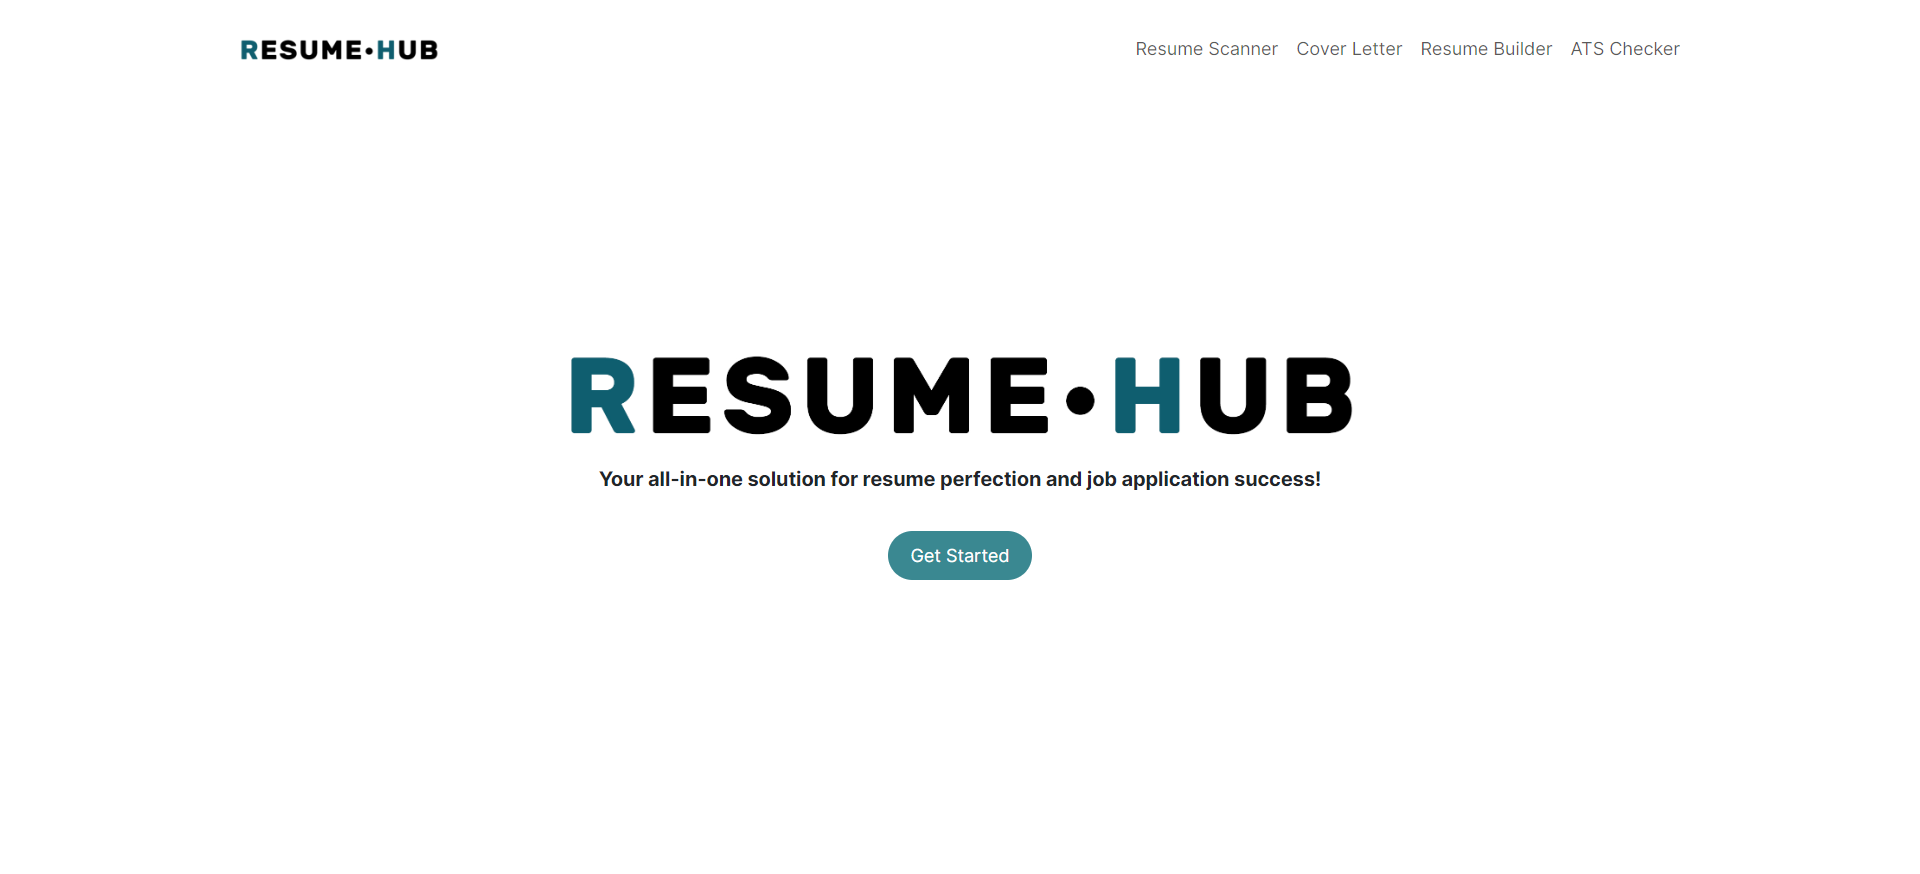 RESUME•HUB
Resume Scanner Cover Letter Resume Builder ATS Checker
RESUME•HUB
Your all-in-one solution for resume perfection and job application success!
Get Started